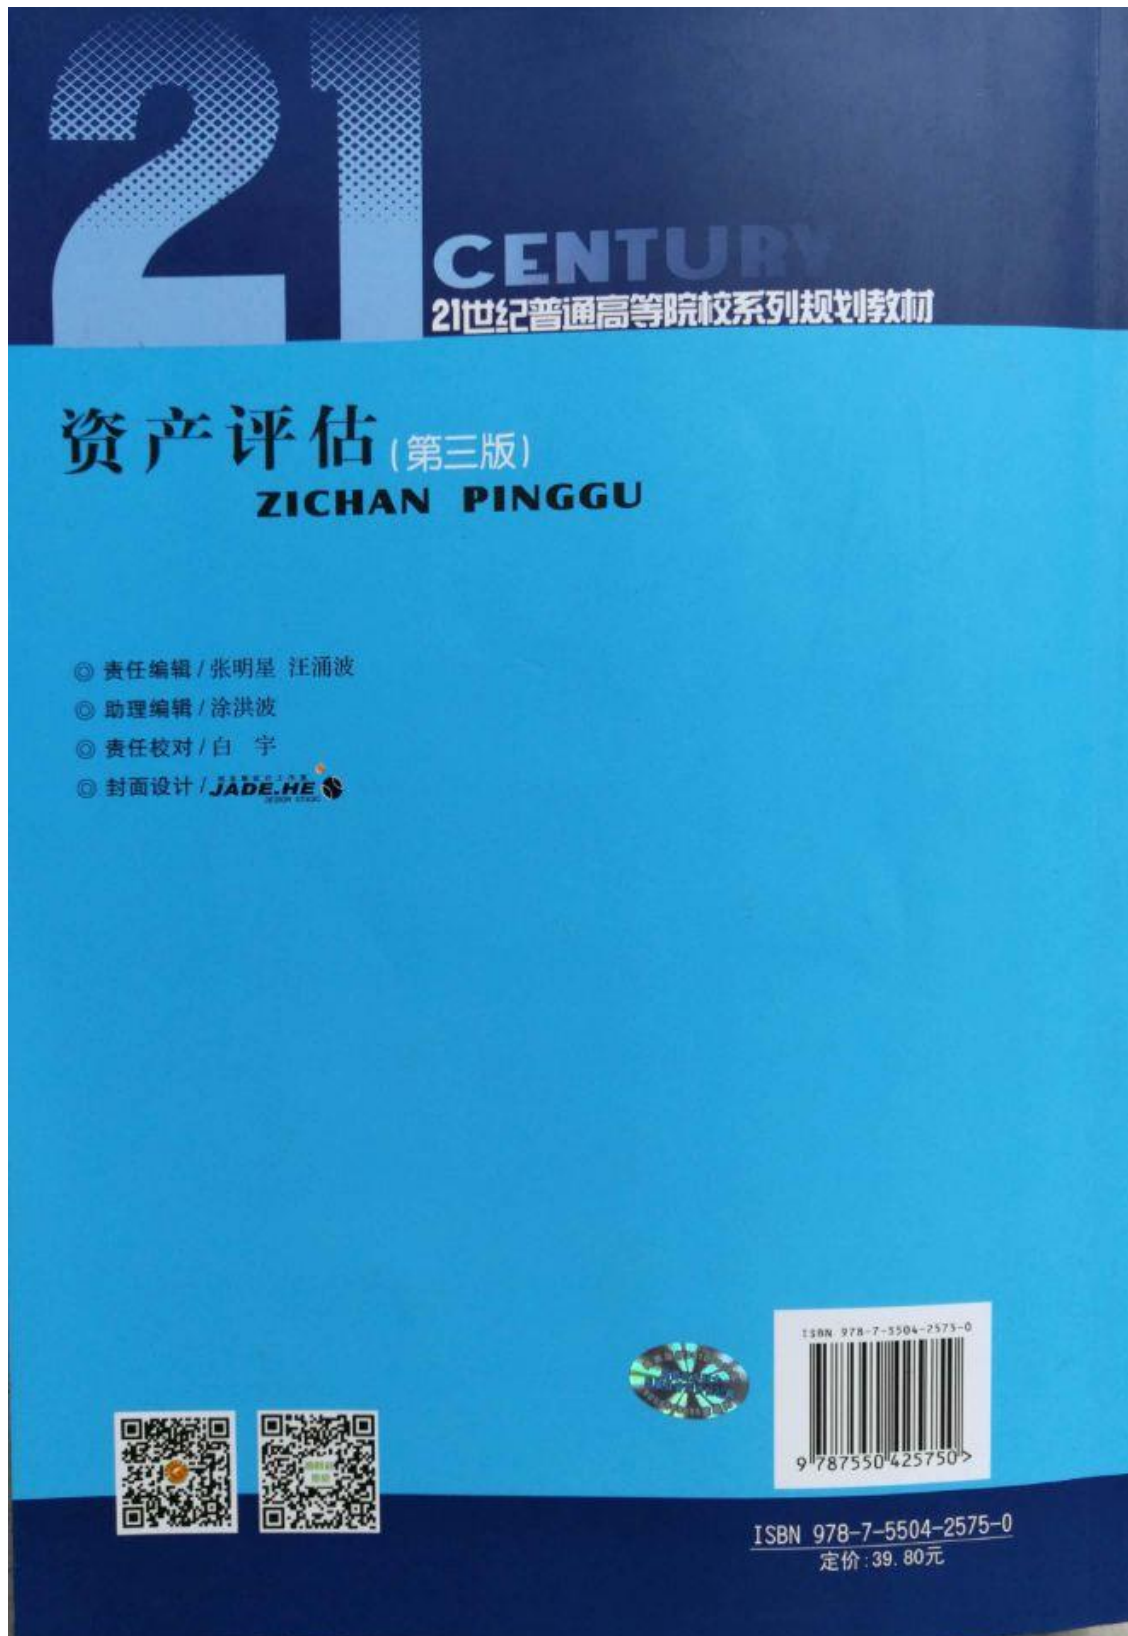 21
CENTURY
21世纪普通高等院校系列规划教材
资产评估(第三版)
ZICHAN PINGGU
◎ 责任编辑/张明星 汪涌波
◎ 助理编辑/涂洪波
◎ 责任校对/白 宇
◎ 封面设计/JADE.HE
DESIGN STUDIO
ISBN 978-7-5504-2575-0
9 787550 425750>
ISBN 978-7-5504-2575-0
定价:39.80元